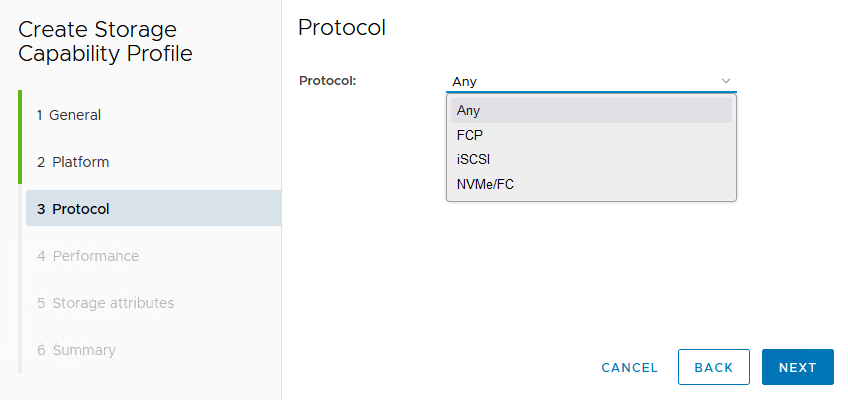 Create Storage
Capability Profile
1 General
2 Platform
3 Protocol
4 Performance
5 Storage attributes
6 Summary
Protocol
Protocol:
Any
Any
FCP
iSCSI
NVMe/FC
CANCEL
BACK
NEXT